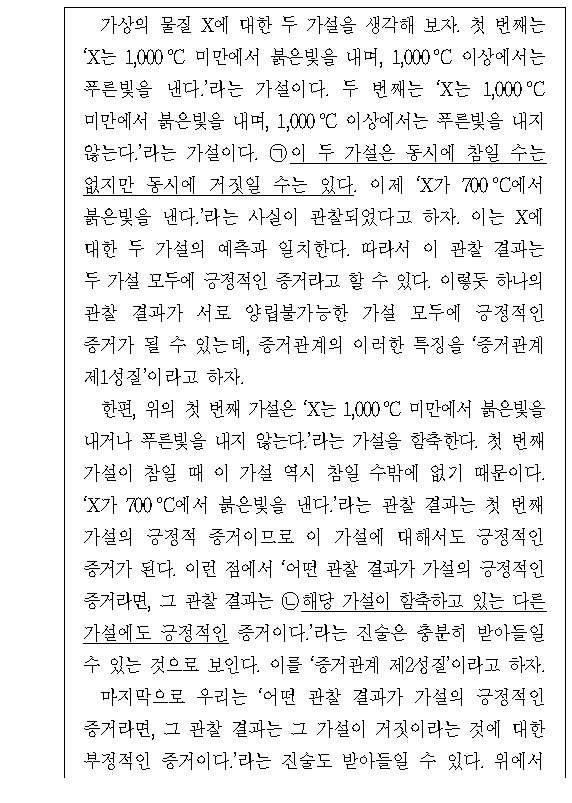 가상의 물질 X에 대한 두 가설을 생각해 보자. 첫 번째는
‘X는 1,000 ℃ 미만에서 붉은빛을 내며, 1,000 ℃ 이상에서는
푸른빛을 낸다.’라는 가설이다. 두 번째는 ‘X는 1,000 ℃
미만에서 붉은빛을 내며, 1,000 ℃ 이상에서는 푸른빛을 내지
않는다.’라는 가설이다. ㉠이 두 가설은 동시에 참일 수는
없지만 동시에 거짓일 수는 있다. 이제 ‘X가 700 ℃에서
붉은빛을 낸다.’라는 사실이 관찰되었다고 하자. 이는 X에
대한 두 가설의 예측과 일치한다. 따라서 이 관찰 결과는
두 가설 모두에 긍정적인 증거라고 할 수 있다. 이렇듯 하나의
관찰 결과가 서로 양립불가능한 가설 모두에 긍정적인
증거가 될 수 있는데, 증거관계의 이러한 특징을 ‘증거관계
제1성질’이라고 하자.
한편, 위의 첫 번째 가설은 ‘X는 1,000 ℃ 미만에서 붉은빛을
내거나 푸른빛을 내지 않는다.’라는 가설을 함축한다. 첫 번째
가설이 참일 때 이 가설 역시 참일 수밖에 없기 때문이다.
‘X가 700 ℃에서 붉은빛을 낸다.’라는 관찰 결과는 첫 번째
가설의 긍정적 증거이므로 이 가설에 대해서도 긍정적인
증거가 된다. 이런 점에서 ‘어떤 관찰 결과가 가설의 긍정적인
증거라면, 그 관찰 결과는 ㉡해당 가설이 함축하고 있는 다른
가설에도 긍정적인 증거이다.’라는 진술은 충분히 받아들일
수 있는 것으로 보인다. 이를 ‘증거관계 제2성질’이라고 하자.
마지막으로 우리는 ‘어떤 관찰 결과가 가설의 긍정적인
증거라면, 그 관찰 결과는 그 가설이 거짓이라는 것에 대한
부정적인 증거이다.’라는 진술도 받아들일 수 있다. 위에서